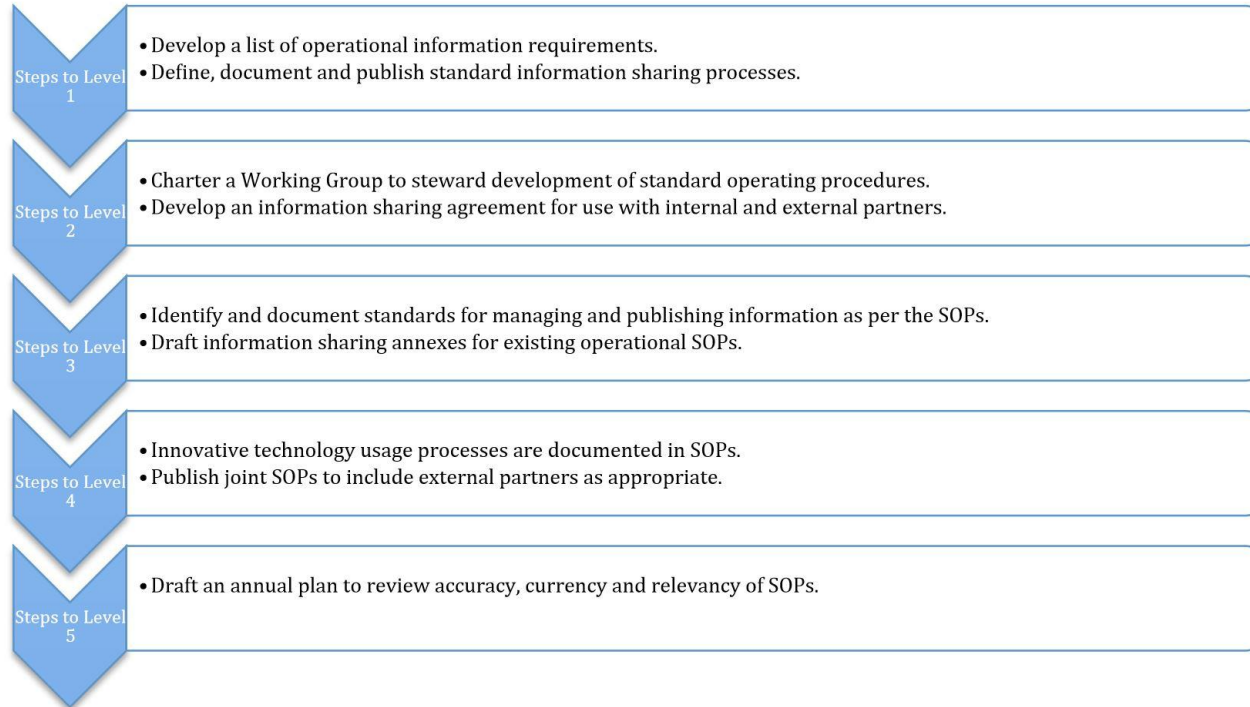 Steps to Level
1
• Develop a list of operational information requirements.
• Define, document and publish standard information sharing processes.
Steps to Level
2
• Charter a Working Group to steward development of standard operating procedures.
• Develop an information sharing agreement for use with internal and external partners.
Steps to Level
3
• Identify and document standards for managing and publishing information as per the SOPs.
• Draft information sharing annexes for existing operational SOPs.
Steps to Level
4
• Innovative technology usage processes are documented in SOPs.
• Publish joint SOPs to include external partners as appropriate.
Steps to Level
5
• Draft an annual plan to review accuracy, currency and relevancy of SOPs.